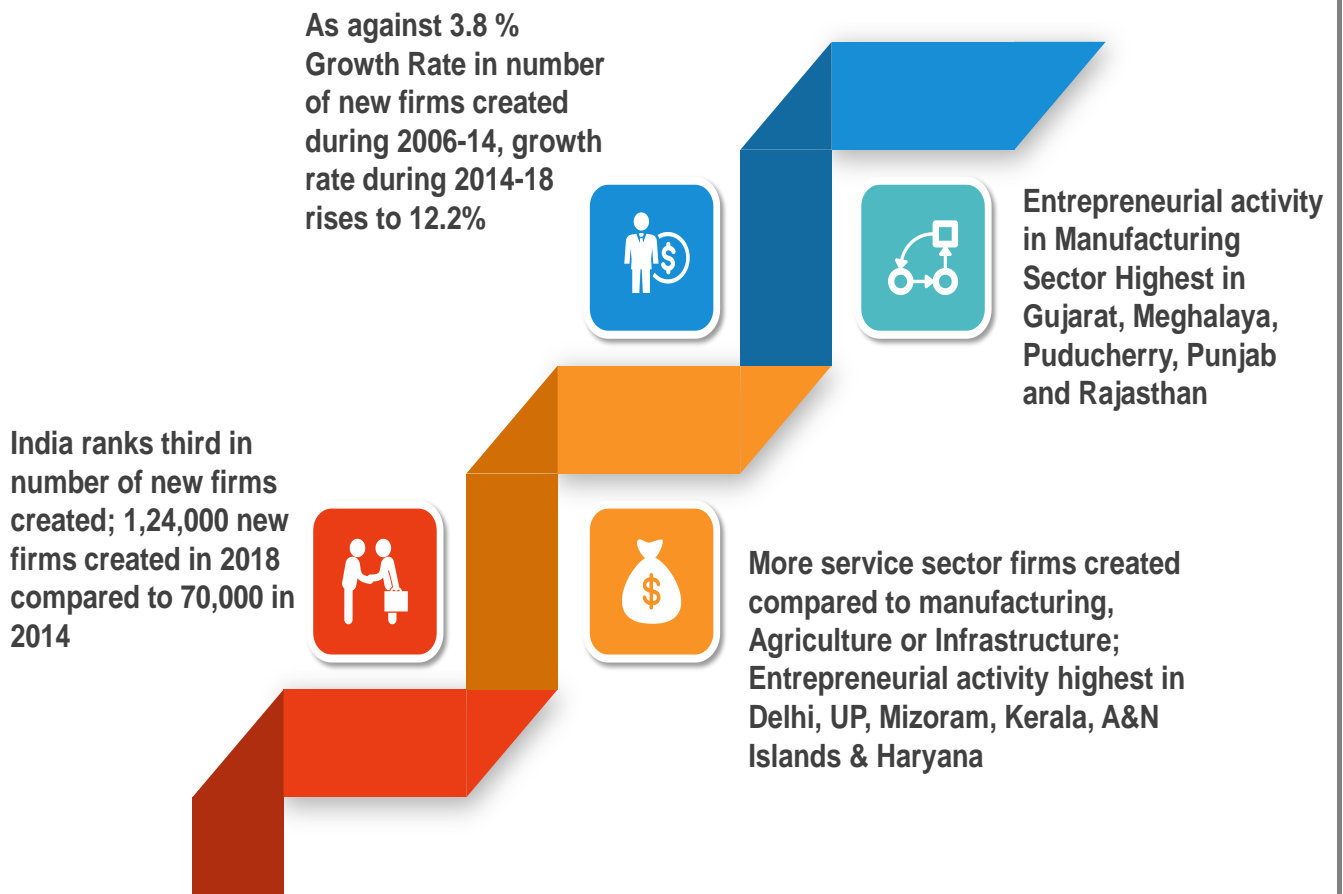 As against 3.8 %
Growth Rate in number
of new firms created
during 2006-14, growth
rate during 2014-18
rises to 12.2%
Entrepreneurial activity
in Manufacturing
Sector Highest in
Gujarat, Meghalaya,
Puducherry, Punjab
and Rajasthan
India ranks third in
number of new firms
created; 1,24,000 new
firms created in 2018
compared to 70,000 in
2014
More service sector firms created
compared to manufacturing,
Agriculture or Infrastructure;
Entrepreneurial activity highest in
Delhi, UP, Mizoram, Kerala, A&N
Islands & Haryana
$
$